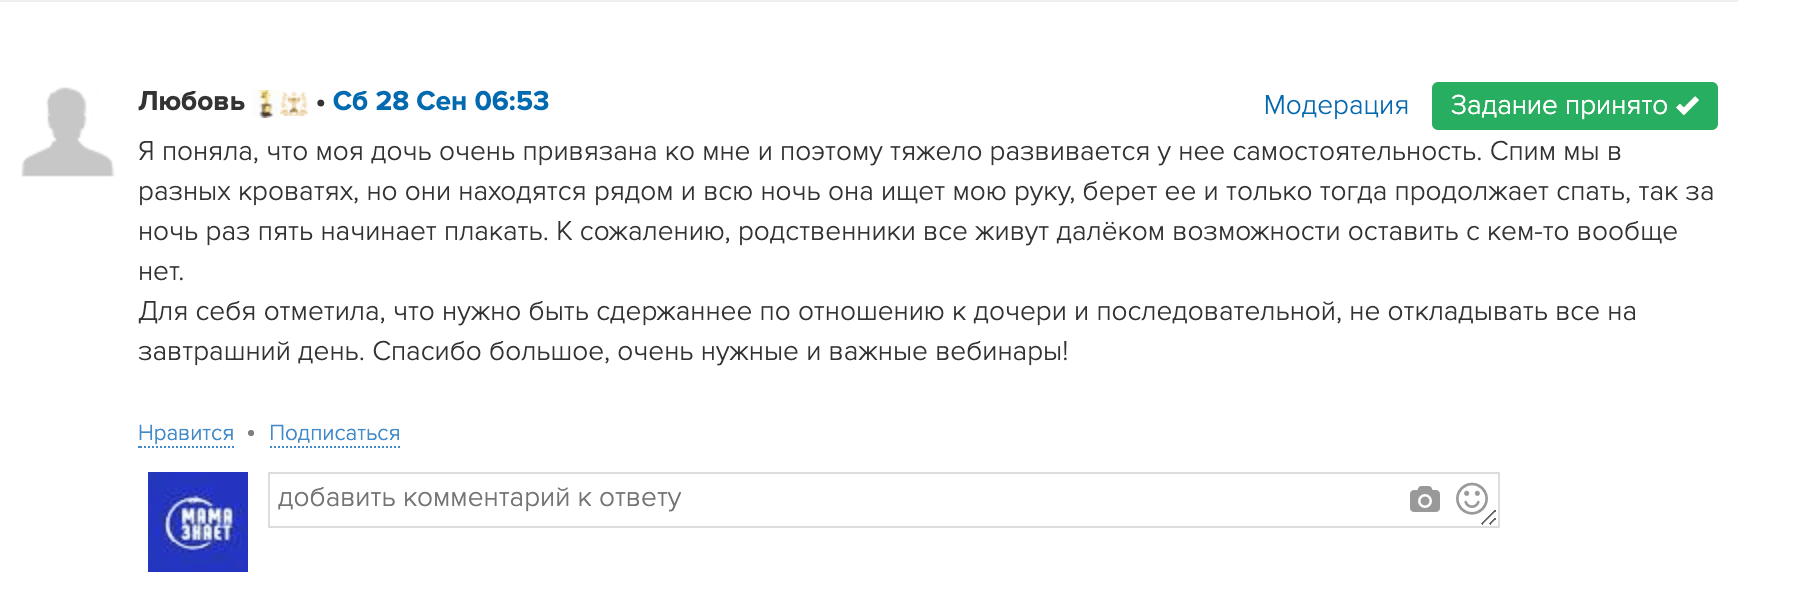 Любовь • Сб 28 Сен 06:53
Модерация
Задание принято
Я поняла, что моя дочь очень привязана ко мне и поэтому тяжело развивается у нее самостоятельность. Спим мы в
разных кроватях, но они находятся рядом и всю ночь она ищет мою руку, берет ее и только тогда продолжает спать, так за
ночь раз пять начинает плакать. К сожалению, родственники все живут далёком возможности оставить с кем-то вообще
нет.
Для себя отметила, что нужно быть сдержаннее по отношению к дочери и последовательной, не откладывать все на
завтрашний день. Спасибо большое, очень нужные и важные вебинары!
Нравится • Подписаться
МАМА
ЗНАЕТ
добавить комментарий к ответу